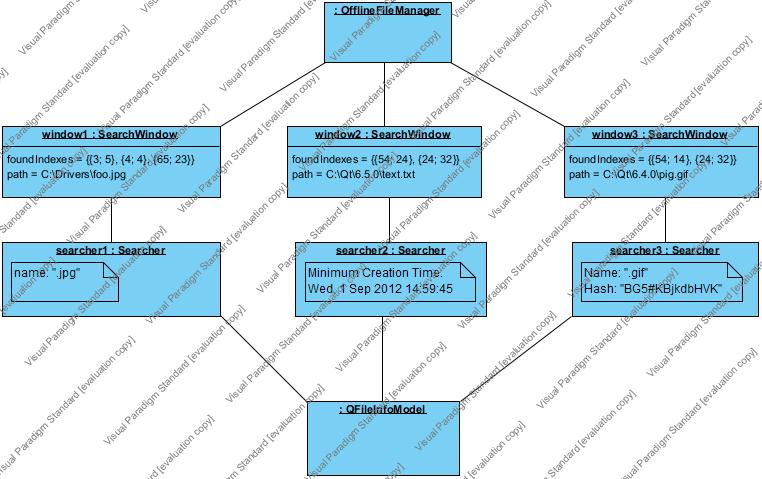 : OfflineFileManager
window1 : SearchWindow
foundIndexes = {{3; 5}, {4; 4}, {65; 23}}
path = C:\Drivers\foo.jpg
window2 : SearchWindow
foundIndexes = {{54; 24}, {24; 32}}
path = C:\Qt\6.5.0\text.txt
window3 : SearchWindow
foundIndexes = {{54; 14}, {24; 32}}
path = C:\Qt\6.4.0\pig.gif
searcher1 : Searcher
name: ".jpg"
searcher2 : Searcher
Minimum Creation Time:
Wed, 1 Sep 2012 14:59:45
searcher3 : Searcher
Name: ".gif"
Hash: "BG5#KBjkdbHVK"
: QFileInfoModel
Visual Paradigm Standard [evaluation copy]